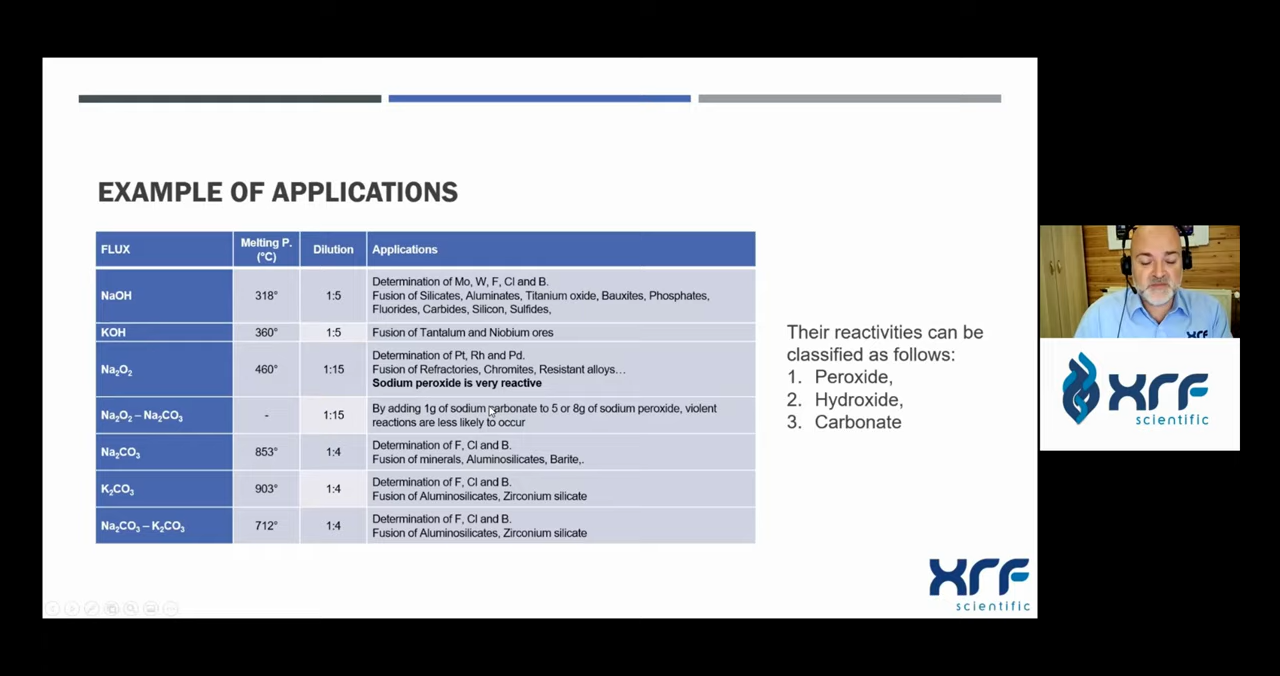 EXAMPLE OF APPLICATIONS
FLUX
Melting P.
(°C)
Dilution
Applications
NaOH
318°
1:5
Determination of Mo, W, F, Cl and B.
Fusion of Silicates, Aluminates, Titanium oxide, Bauxites, Phosphates,
Fluorides, Carbides, Silicon, Sulfides,
KOH
360°
1:5
Fusion of Tantalum and Niobium ores
Na₂O₂
460°
1:15
Determination of Pt, Rh and Pd.
Fusion of Refractories, Chromites, Resistant alloys…
Sodium peroxide is very reactive
Na₂O₂ – Na₂CO₃
-
1:15
By adding 1g of sodium carbonate to 5 or 8g of sodium peroxide, violent
reactions are less likely to occur
Na₂CO₃
853°
1:4
Determination of F, Cl and B.
Fusion of minerals, Aluminosilicates, Barite,.
K₂CO₃
903°
1:4
Determination of F, Cl and B.
Fusion of Aluminosilicates, Zirconium silicate
Na₂CO₃ – K₂CO₃
712°
1:4
Determination of F, Cl and B.
Fusion of Aluminosilicates, Zirconium silicate
Their reactivities can be
classified as follows:
1. Peroxide,
2. Hydroxide,
3. Carbonate
XRF
scientific
XRF
XRF
scientific